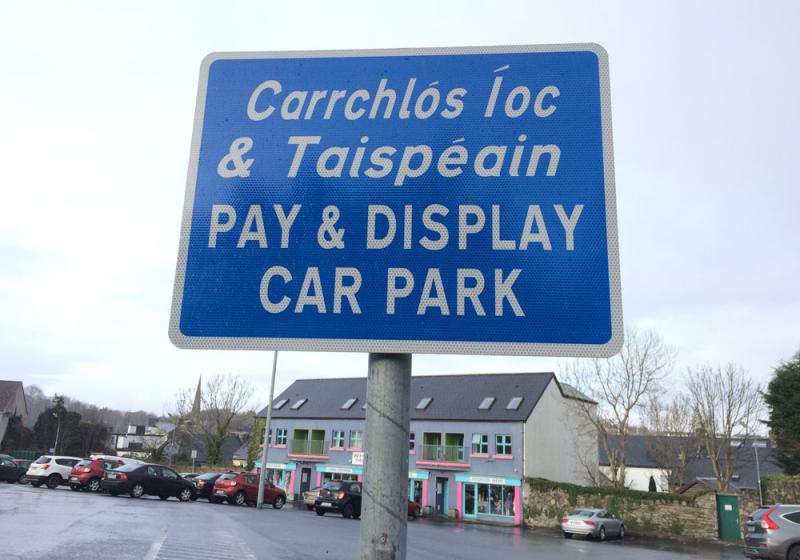 Carrchlós Íoc
& Taispéain
PAY & DISPLAY
CAR PARK